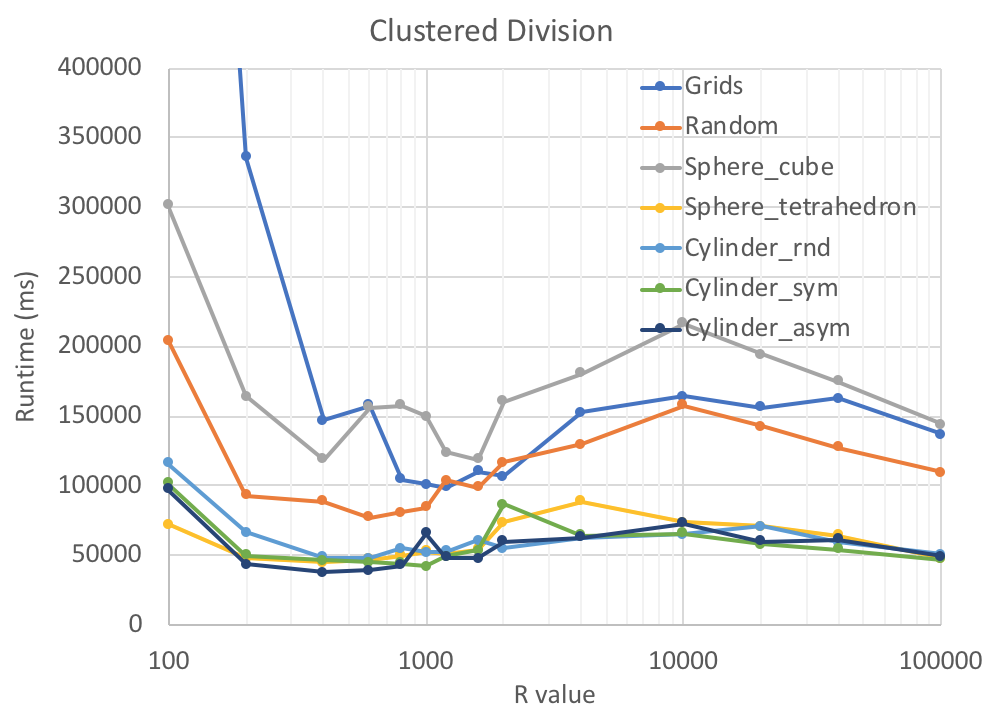 Clustered Division
400000
350000
300000
250000
200000
150000
100000
50000
0
Runtime (ms)
Grids
Random
Sphere_cube
Sphere_tetrahedron
Cylinder_rnd
Cylinder_sym
Cylinder_asym
100 1000 10000 100000
R value